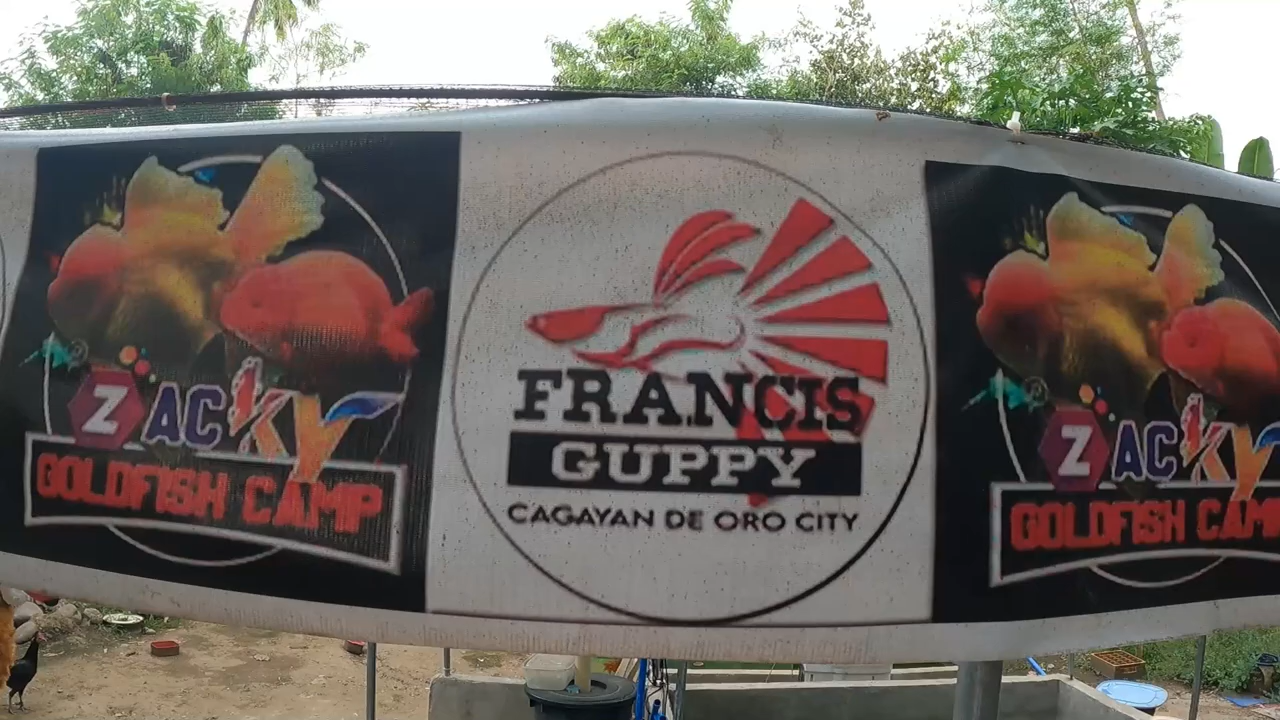 ZACKY
GOLDFISH CAMP
FRANCIS
GUPPY
CAGAYAN DE ORO CITY
ZACKY
GOLDFISH CAM